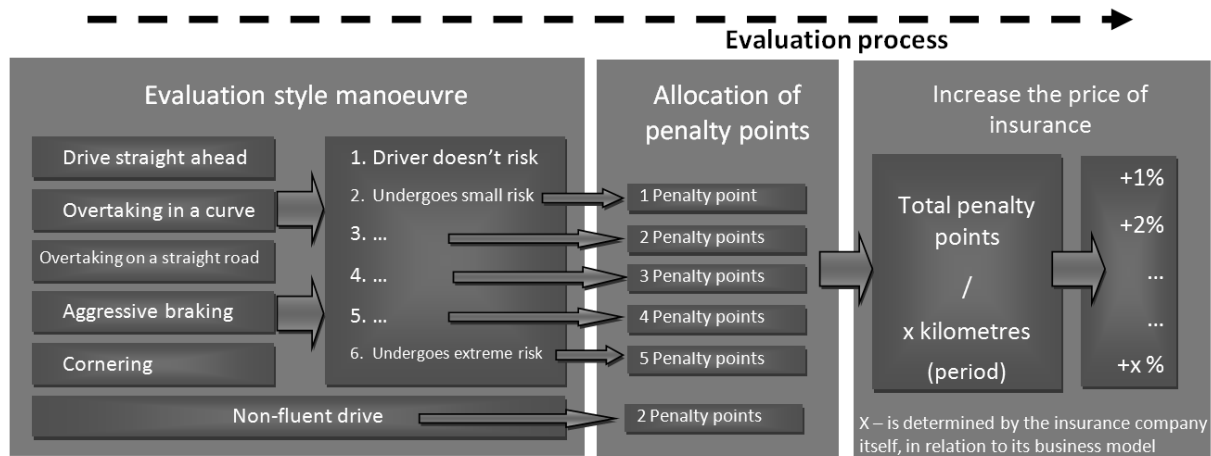 Evaluation process
Evaluation style manoeuvre
Drive straight ahead
Overtaking in a curve
Overtaking on a straight road
Aggressive braking
Cornering
1. Driver doesn't risk
2. Undergoes small risk
3. ...
4. ...
5. ...
6. Undergoes extreme risk
Non-fluent drive
Allocation of
penalty points
1 Penalty point
2 Penalty points
3 Penalty points
4 Penalty points
5 Penalty points
2 Penalty points
Increase the price of
insurance
Total penalty
points
/
x kilometres
(period)
+1%
+2%
...
...
+x %
X – is determined by the insurance company
itself, in relation to its business model